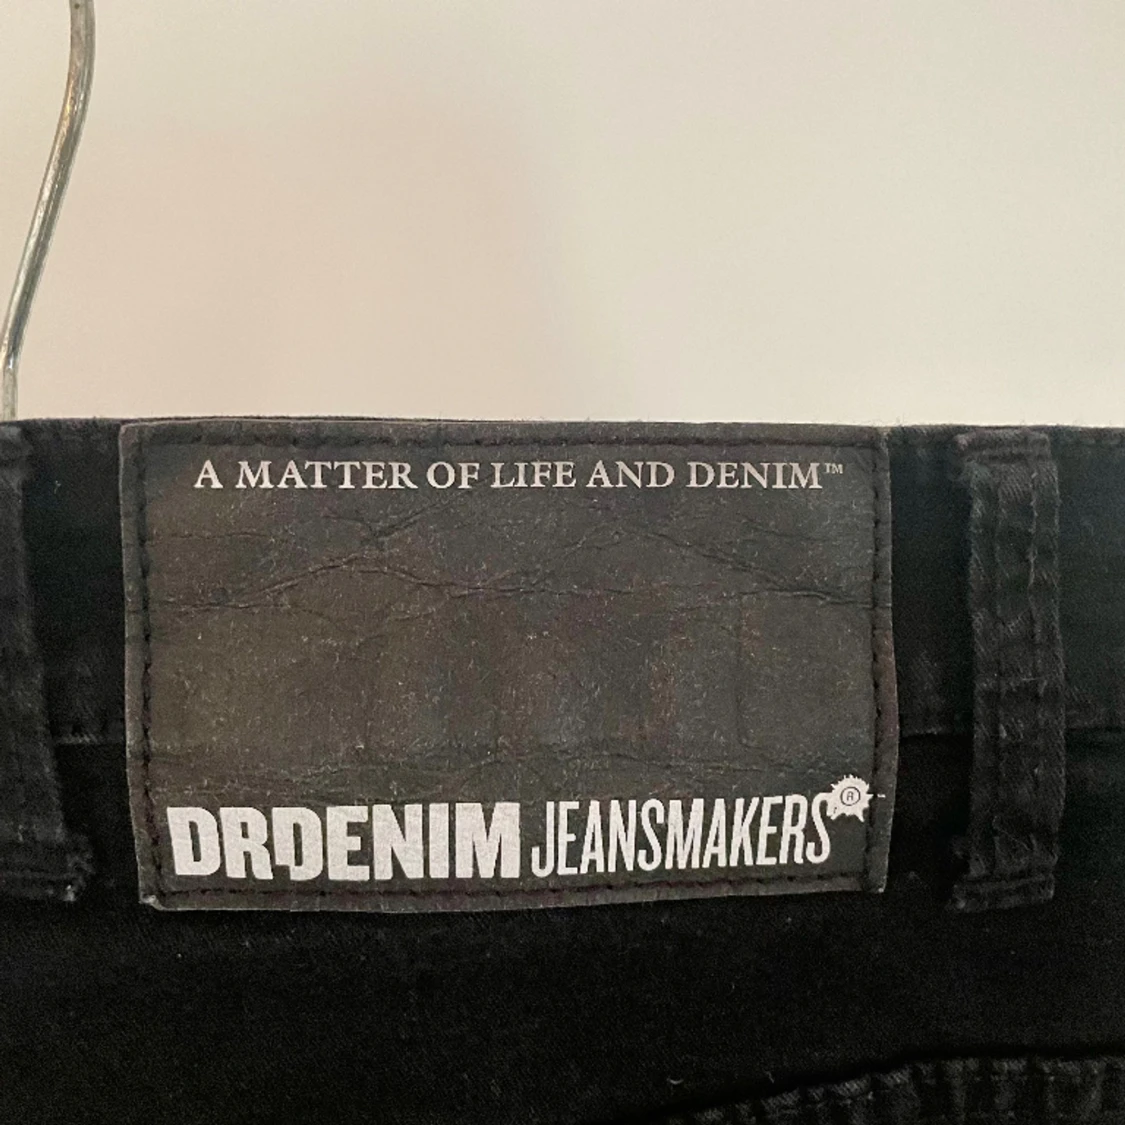 A MATTER OF LIFE AND DENIM™
DRDENIM JEANSMAKERS®